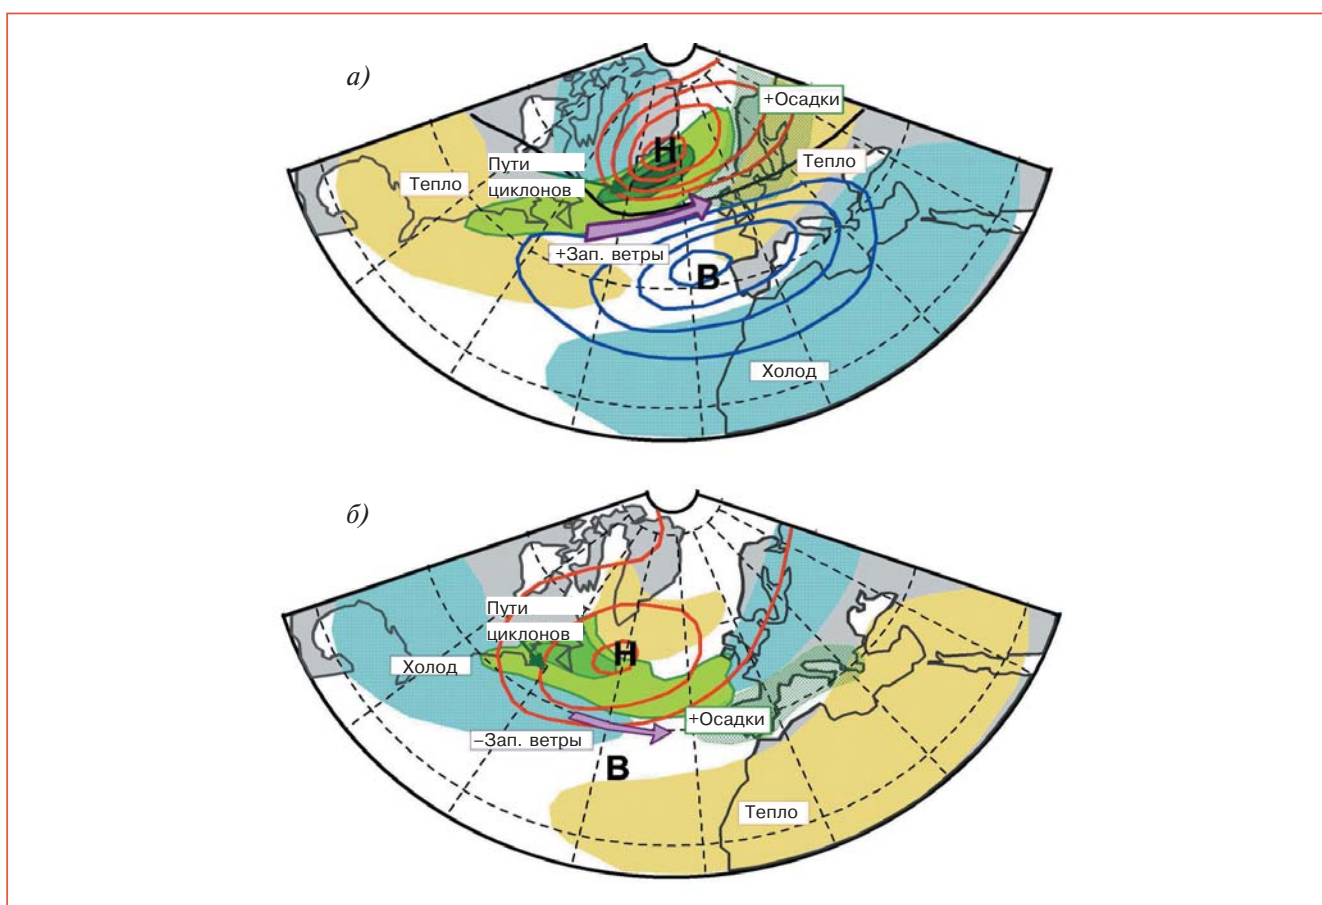 а)
+Осадки
Н
Тепло
Пути
циклонов
Тепло
+Зап. ветры
В
Холод
б)
Пути
циклонов
Н
Холод
+Осадки
–Зап. ветры
В
Тепло